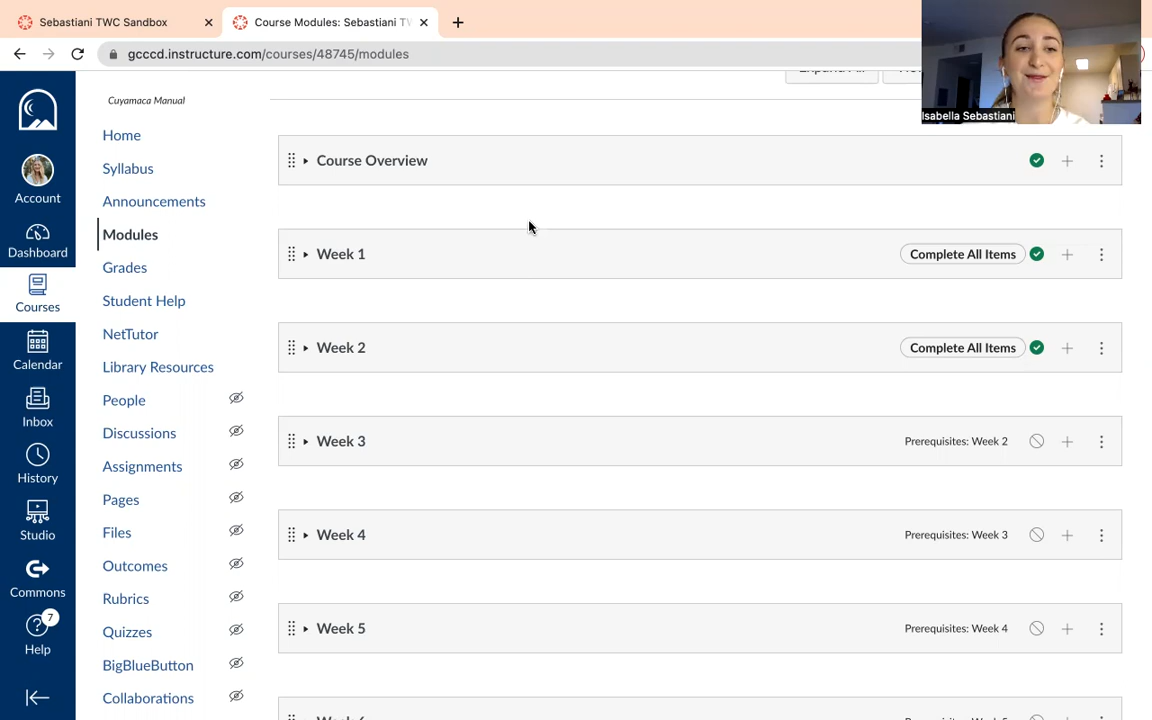 Sebastiani TWC Sandbox
Course Modules: Sebastiani TW
gcccd.instructure.com/courses/48745/modules
Isabella Sebastiani
Account
Dashboard
Courses
Calendar
Inbox
History
Studio
Commons
7
Help
Cuyamaca Manual
Home
Syllabus
Announcements
Modules
Grades
Student Help
NetTutor
Library Resources
People
Discussions
Assignments
Pages
Files
Outcomes
Rubrics
Quizzes
BigBlueButton
Collaborations
Expand All
Course Overview
Week 1 Complete All Items
Week 2 Complete All Items
Week 3 Prerequisites: Week 2
Week 4 Prerequisites: Week 3
Week 5 Prerequisites: Week 4